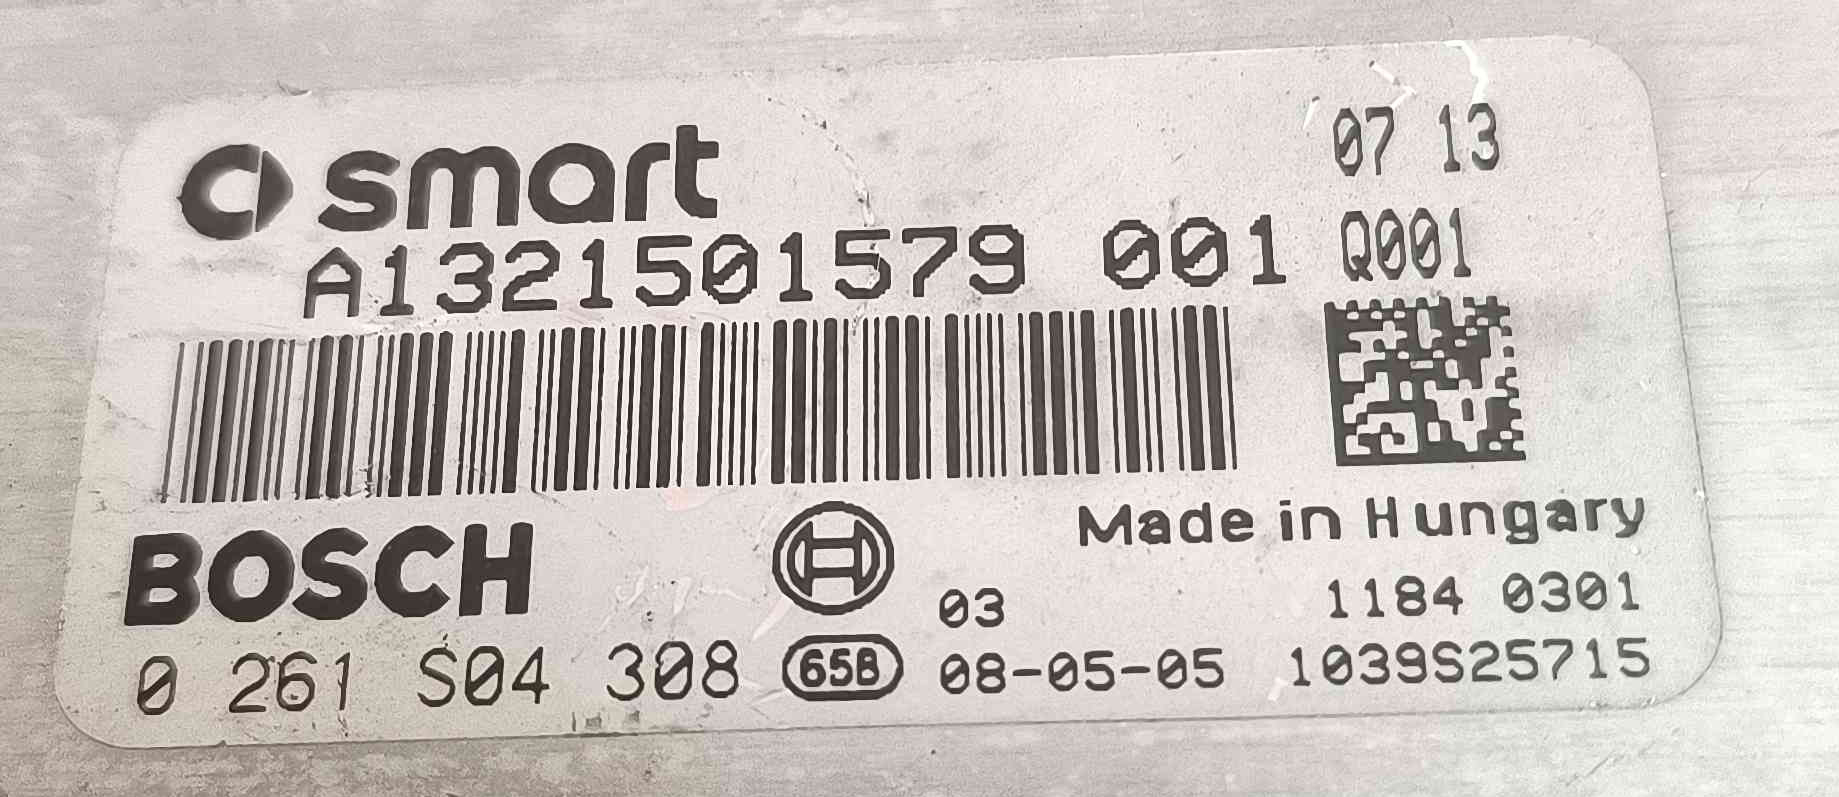 smart
07 13
A1321501579 001
Q001
BOSCH
Made in Hungary
03
1184 0301
0 261 S04 308
658
08-05-05
1039S25715